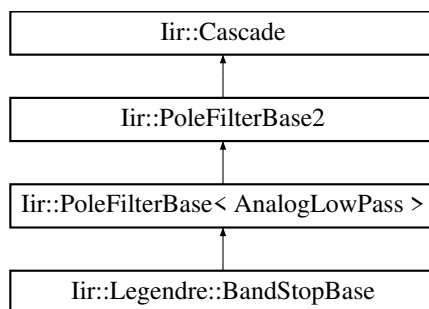 Iir::Cascade
Iir::PoleFilterBase2
Iir::PoleFilterBase< AnalogLowPass >
Iir::Legendre::BandStopBase